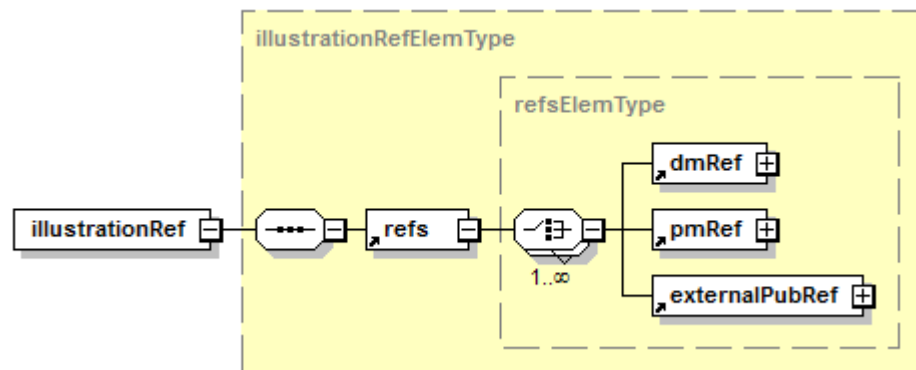 illustrationRefElemType
refsElemType
dmRef
illustrationRef
refs
pmRef
1..∞
externalPubRef